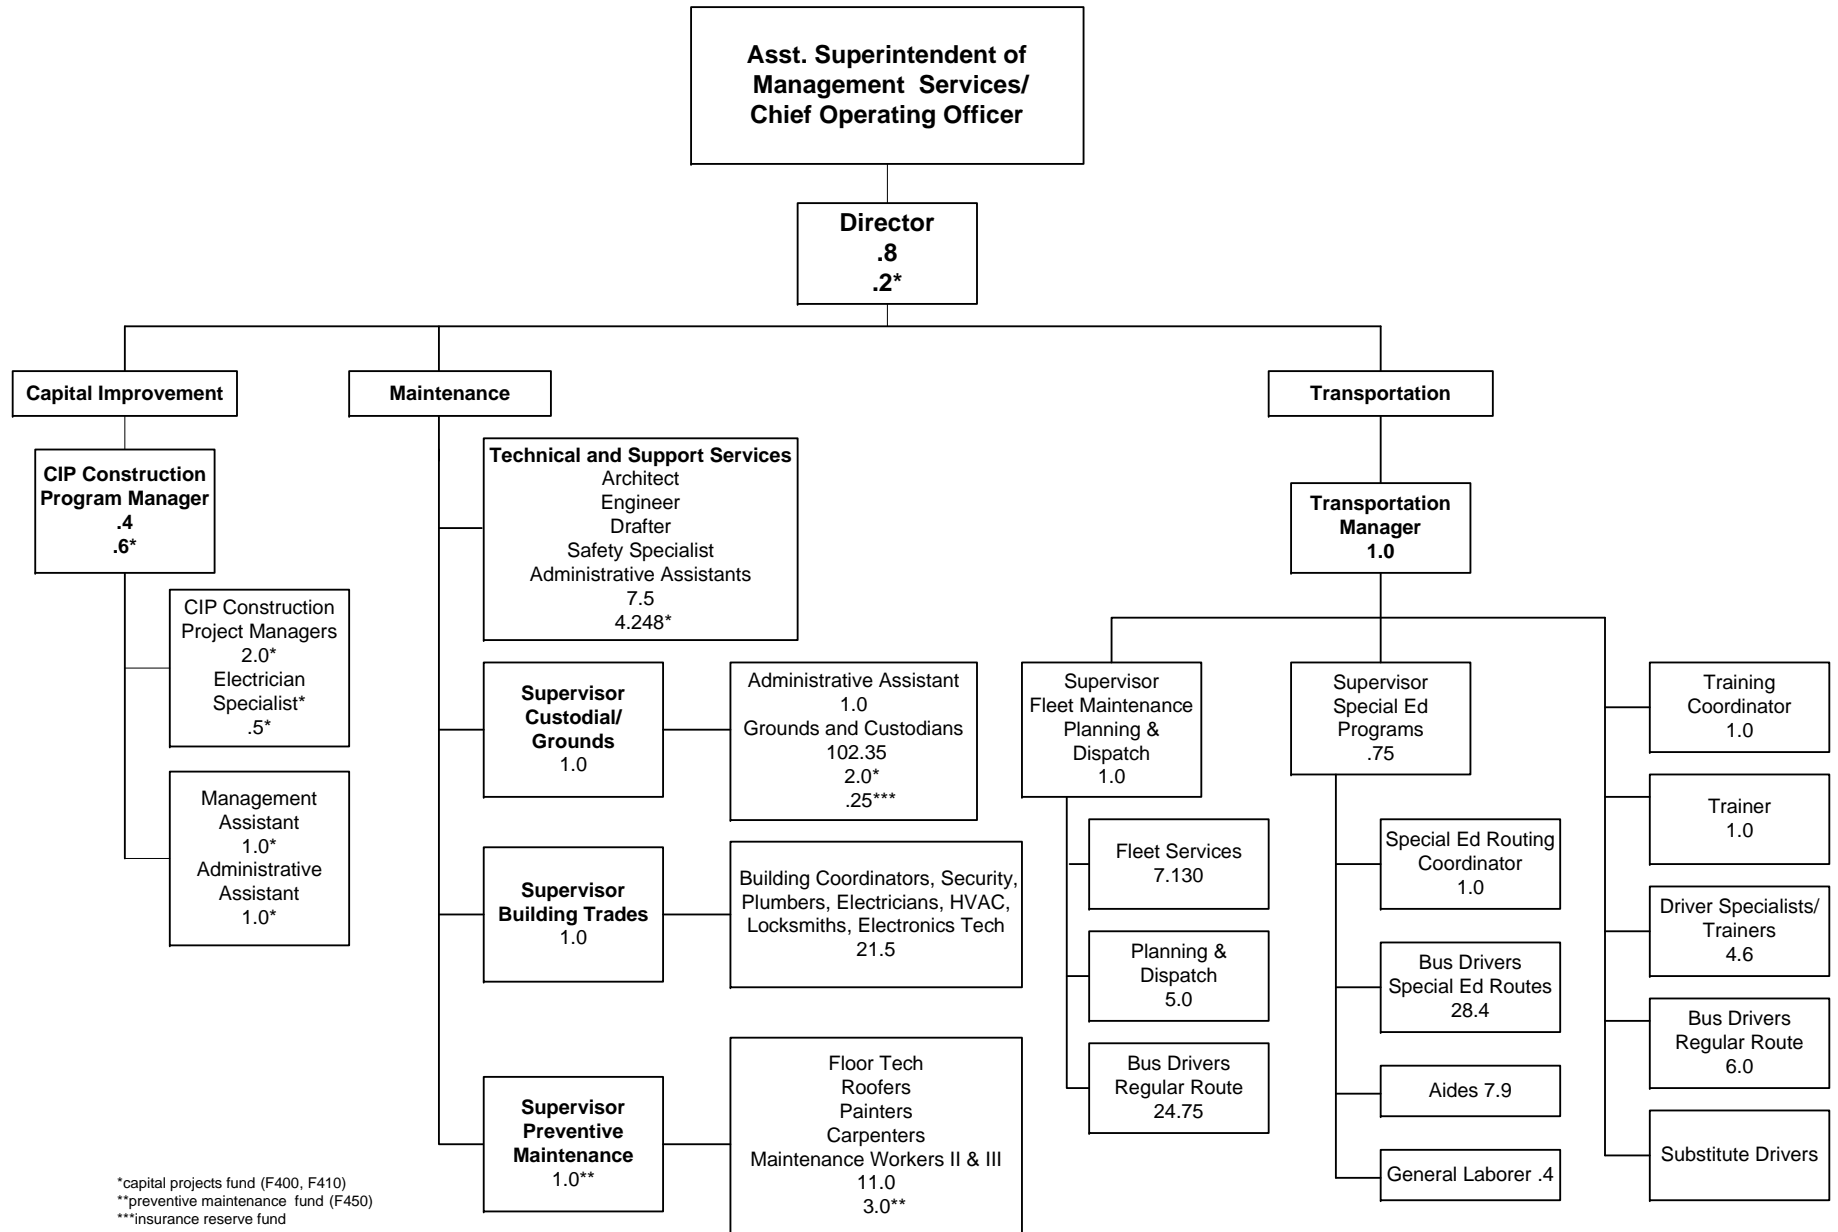 Asst. Superintendent of
Management Services/
Chief Operating Officer
Director
.8
.2*
Capital Improvement
Maintenance
Transportation
CIP Construction
Program Manager
.4
.6*
CIP Construction
Project Managers
2.0*
Electrician
Specialist*
.5*
Management
Assistant
1.0*
Administrative
Assistant
1.0*
Technical and Support Services
Architect
Engineer
Drafter
Safety Specialist
Administrative Assistants
7.5
4.248*
Supervisor
Custodial/
Grounds
1.0
Administrative Assistant
1.0
Grounds and Custodians
102.35
2.0*
.25***
Supervisor
Building Trades
1.0
Building Coordinators, Security,
Plumbers, Electricians, HVAC,
Locksmiths, Electronics Tech
21.5
Supervisor
Preventive
Maintenance
1.0**
Floor Tech
Roofers
Painters
Carpenters
Maintenance Workers II & III
11.0
3.0**
Transportation
Manager
1.0
Supervisor
Fleet Maintenance
Planning &
Dispatch
1.0
Fleet Services
7.130
Planning &
Dispatch
5.0
Bus Drivers
Regular Route
24.75
Supervisor
Special Ed
Programs
.75
Special Ed Routing
Coordinator
1.0
Bus Drivers
Special Ed Routes
28.4
Aides 7.9
General Laborer .4
Training
Coordinator
1.0
Trainer
1.0
Driver Specialists/
Trainers
4.6
Bus Drivers
Regular Route
6.0
Substitute Drivers
*capital projects fund (F400, F410)
**preventive maintenance fund (F450)
***insurance reserve fund